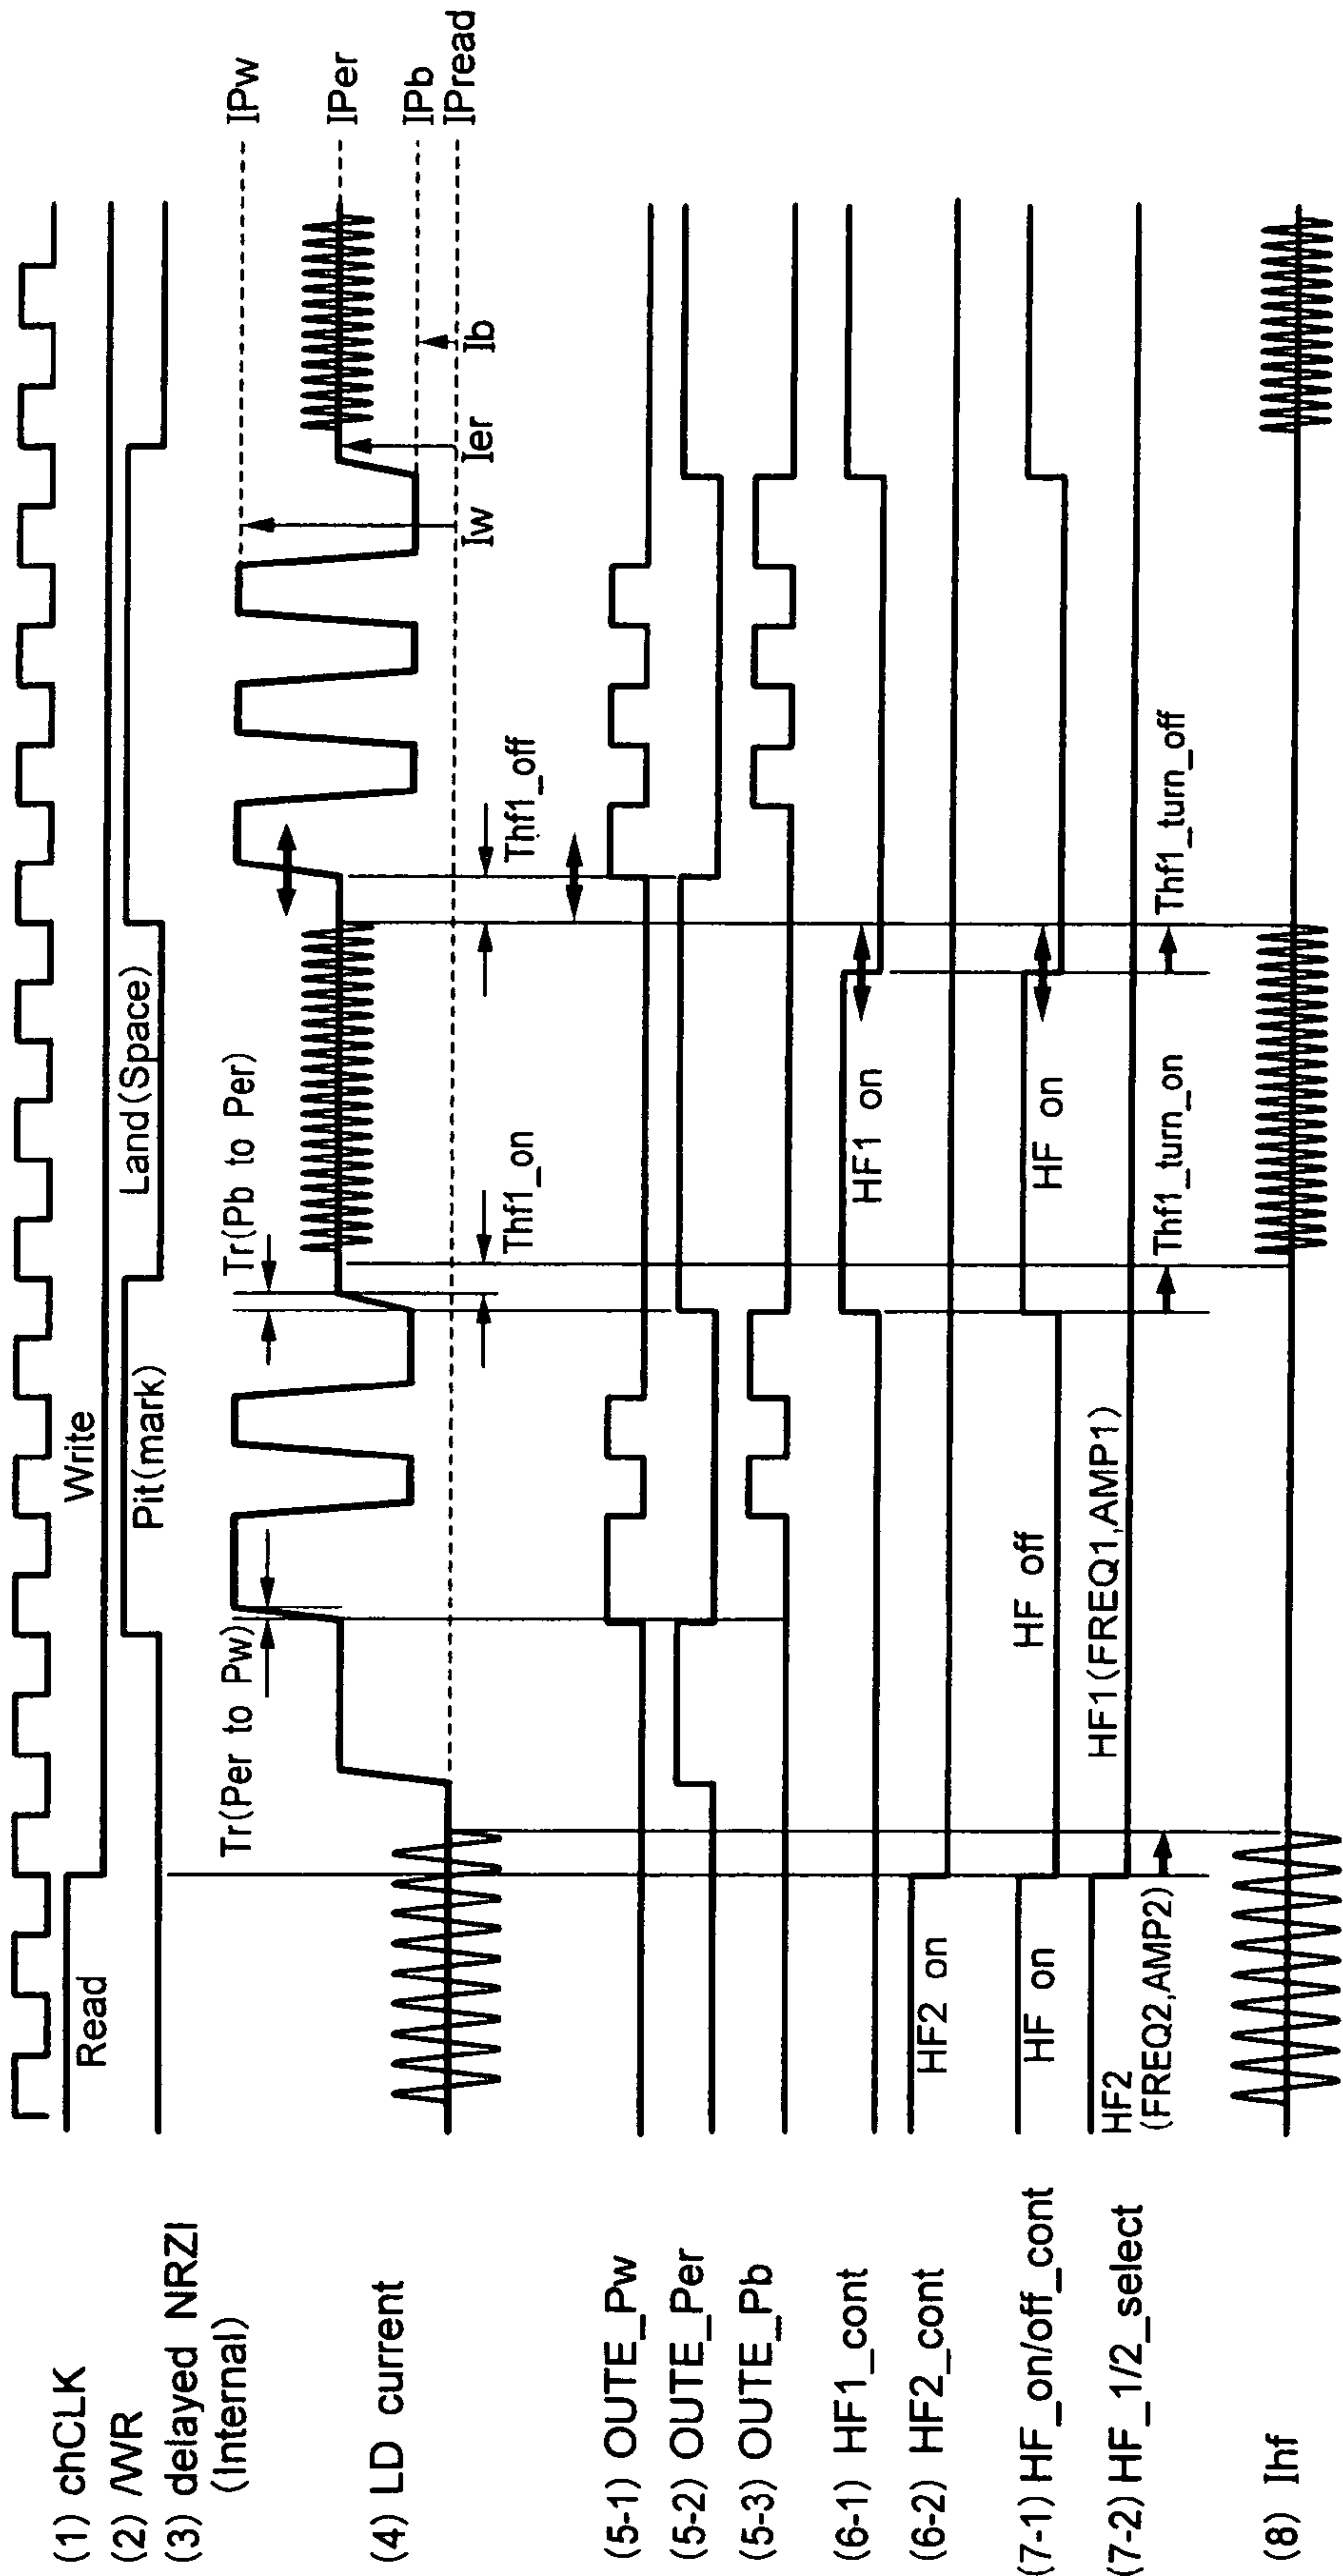 (1) chCLK
(2) /WR
Read
Write
(3) delayed NRZI
(Internal)
Pit(mark)
Land(Space)
(4) LD current
Tr(Per to Pw)
Tr(Pb to Per)
Thf1_on
Thf1_off
Iw
Ier
Ib
IPw
IPer
IPb
IPread
(5-1) OUTE_Pw
(5-2) OUTE_Per
(5-3) OUTE_Pb
(6-1) HF1_cont
HF1 on
(6-2) HF2_cont
HF2 on
(7-1) HF_on/off_cont
HF on
HF off
HF on
(7-2) HF_1/2_select
HF2
(FREQ2,AMP2)
HF1(FREQ1,AMP1)
Thf1_turn_on
Thf1_turn_off
(8) Ihf